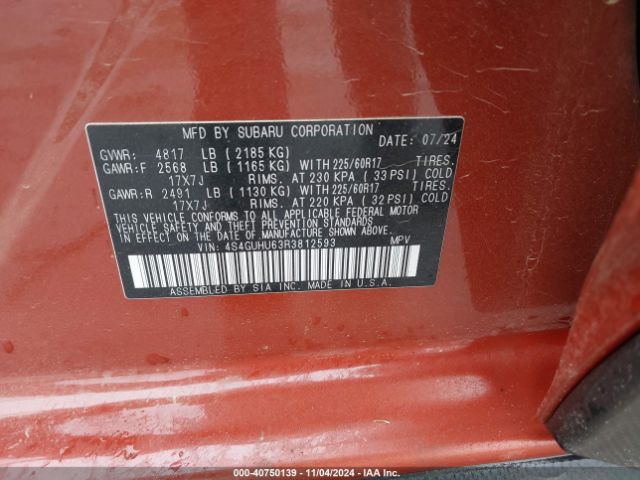 MFD BY SUBARU CORPORATION DATE: 07/24
GVWR: 4817 LB (2185 KG)
GAWR:F 2568 LB (1165 KG) WITH 225/60R17 TIRES.
17X7J RIMS. AT 230 KPA (33 PSI) COLD
GAWR:R 2491 LB (1130 KG) WITH 225/60R17 TIRES.
17X7J RIMS. AT 220 KPA (32 PSI) COLD
THIS VEHICLE CONFORMS TO ALL APPLICABLE FEDERAL MOTOR
VEHICLE SAFETY AND THEFT PREVENTION STANDARDS IN
EFFECT ON THE DATE OF MANUFACTURE SHOWN ABOVE.
VIN: 4S4GUHU63R3812593 MPV
ASSEMBLED BY SIA INC. MADE IN U.S.A.
000-40750139 - 11/04/2024 - IAA Inc.